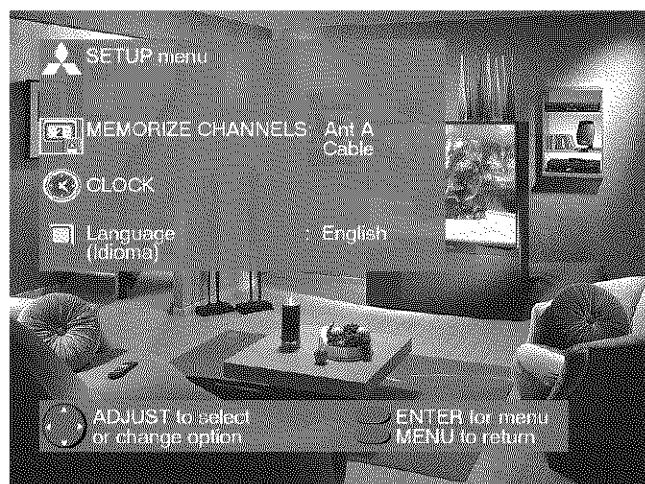 SETUP menu
MEMORIZE CHANNELS: Ant A
Cable
CLOCK
Language : English
(Idioma)
ADJUST to select
or change option
ENTER for menu
MENU to return